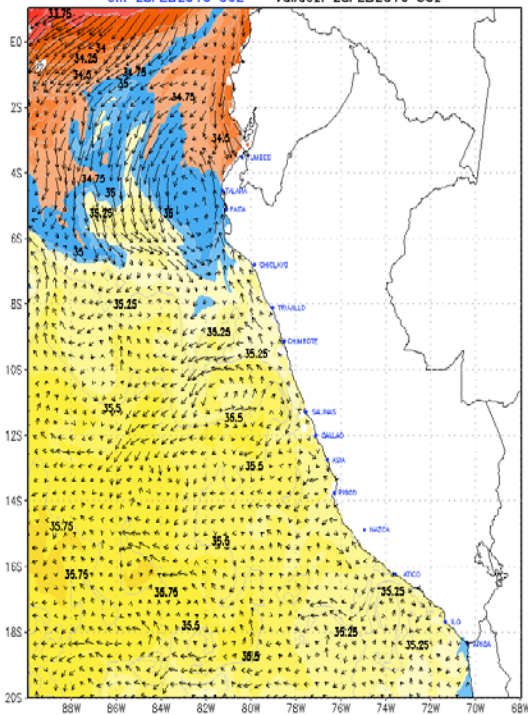 33.75
34
34.25
34.5
34.75
35
E0
34.75
2S
34.5
4S
TALARA
34.75
35
PAITA
35.25
35
6S
35
CHICLAYO
8S
35.25
TRUJILLO
35.25
CHIMBOTE
35.25
10S
35.5
35.5
SALINAS
12S
CALLAO
35.5
ASIA
14S
PISCO
35.75
NAZCA
35.5
16S
35.75
ATICO
35.75
35.25
ILO
35.5
35.25
18S
35.25
35.5
20S
88W 86W 84W 82W 80W 78W 76W 74W 72W 70W 68W